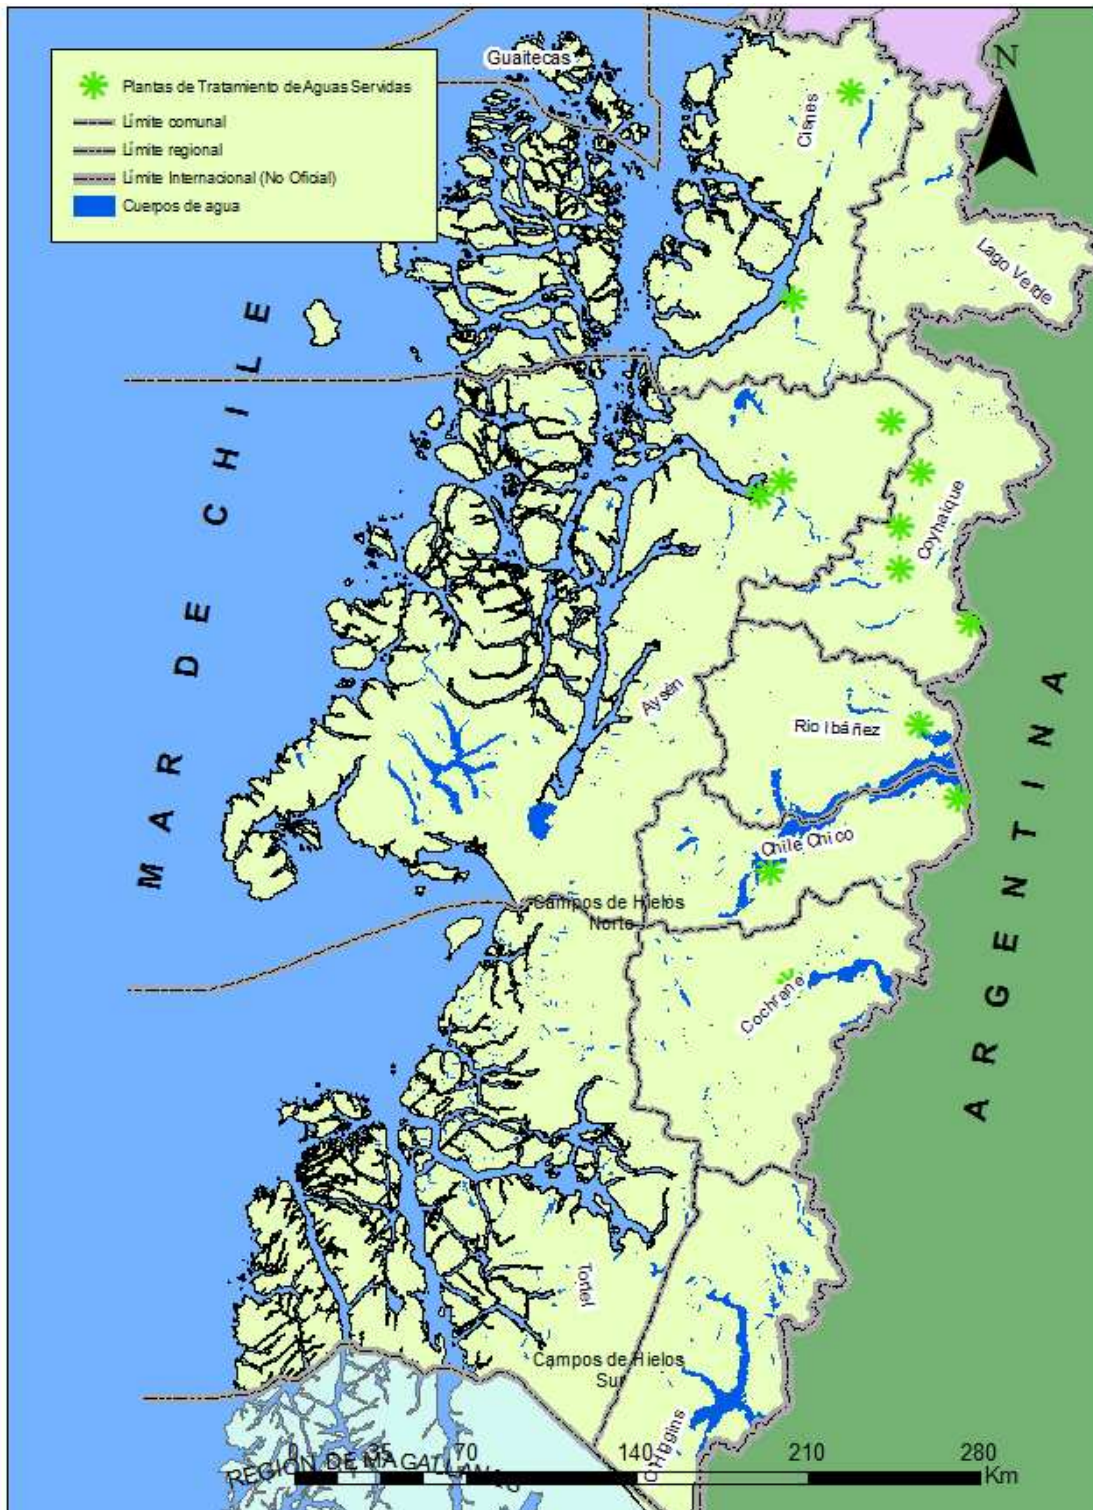 Guaitecas
N
Plantas de Tratamiento de Aguas Servidas
Límite comunal
Límite regional
Límite Internacional (No Oficial)
Cuerpos de agua
Cisnes
Lago Verde
MAR DE CHILE
Coyhaique
Aysén
Rio Ibáñez
ARGENTINA
Chile Chico
Campos de Hielos
Norte
Cochrane
Tortel
Campos de Hielos
Sur
O'Higgins
0 35 70 140 210 280
Km
REGIÓN DE MAGALLANES